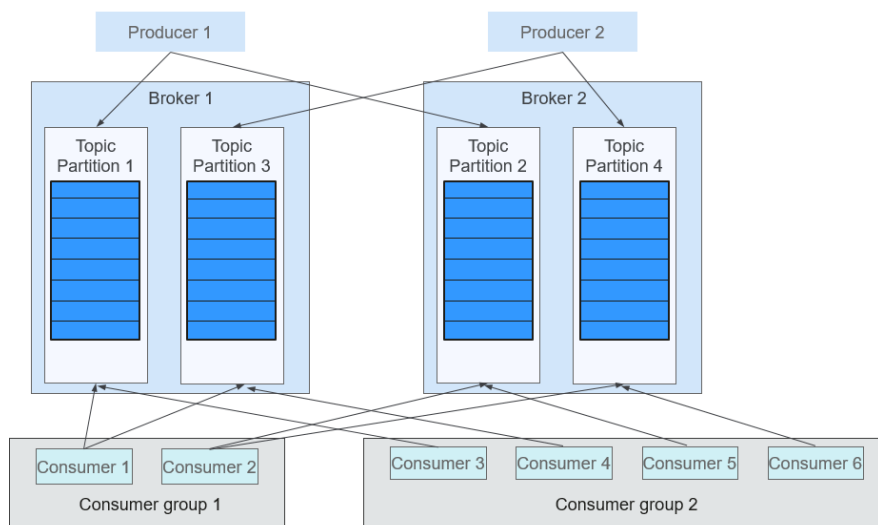 Producer 1
Producer 2
Broker 1
Broker 2
Topic
Partition 1
Topic
Partition 3
Topic
Partition 2
Topic
Partition 4
Consumer 1
Consumer 2
Consumer 3
Consumer 4
Consumer 5
Consumer 6
Consumer group 1
Consumer group 2